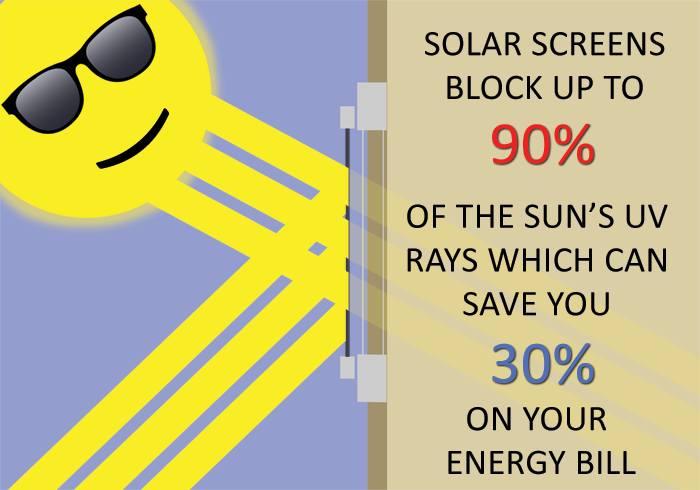 SOLAR SCREENS
BLOCK UP TO
90%
OF THE SUN’S UV
RAYS WHICH CAN
SAVE YOU
30%
ON YOUR
ENERGY BILL